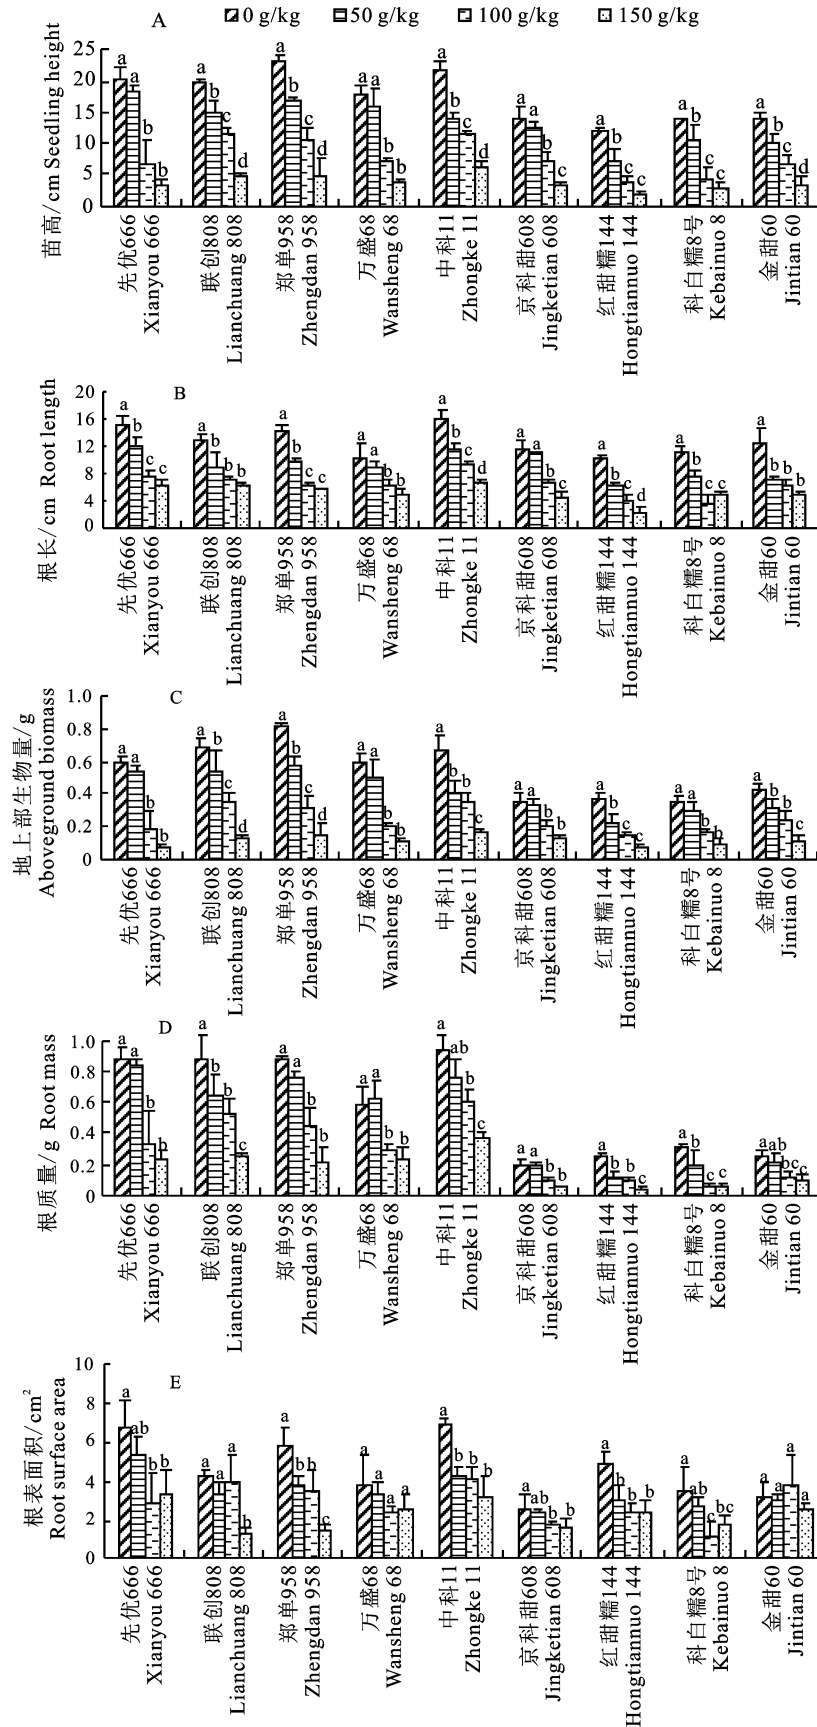 A
0 g/kg 50 g/kg 100 g/kg 150 g/kg
苗高/cm Seedling height
25
20
15
10
5
0
a a b b
a b c d
a b c d
a a b b
a b c d
a a b c
a b c c
a b c c
a b c d
先优666 Xianyou 666
联创808 Lianchuang 808
郑单958 Zhengdan 958
万盛68 Wansheng 68
中科11 Zhongke 11
京科甜608 Jingketian 608
红甜糯144 Hongtiannuo 144
科白糯8号 Kebainuo 8
金甜60 Jintian 60
B
根长/cm Root length
20
16
12
8
4
0
a b c c
a b b b
a b c c
a a b b
a b c d
a a b c
a b c d
a b c c
a b b b
先优666 Xianyou 666
联创808 Lianchuang 808
郑单958 Zhengdan 958
万盛68 Wansheng 68
中科11 Zhongke 11
京科甜608 Jingketian 608
红甜糯144 Hongtiannuo 144
科白糯8号 Kebainuo 8
金甜60 Jintian 60
C
地上部生物量/g
Aboveground biomass
1.0
0.8
0.6
0.4
0.2
0
a a b b
a b c d
a b c d
a a b b
a b b c
a a b b
a b c c
a a b b
a b b c
先优666 Xianyou 666
联创808 Lianchuang 808
郑单958 Zhengdan 958
万盛68 Wansheng 68
中科11 Zhongke 11
京科甜608 Jingketian 608
红甜糯144 Hongtiannuo 144
科白糯8号 Kebainuo 8
金甜60 Jintian 60
D
根质量/g Root mass
1.0
0.8
0.6
0.4
0.2
0
a a b b
a b b c
a a b b
a a b b
a ab b c
a a b b
a b b c
a b c c
a ab bc c
先优666 Xianyou 666
联创808 Lianchuang 808
郑单958 Zhengdan 958
万盛68 Wansheng 68
中科11 Zhongke 11
京科甜608 Jingketian 608
红甜糯144 Hongtiannuo 144
科白糯8号 Kebainuo 8
金甜60 Jintian 60
E
根表面积/cm²
Root surface area
10
8
6
4
2
0
a ab b b
a a a b
a b b c
a a a a
a b b b
a ab b b
a b b b
a ab c bc
a a a a
先优666 Xianyou 666
联创808 Lianchuang 808
郑单958 Zhengdan 958
万盛68 Wansheng 68
中科11 Zhongke 11
京科甜608 Jingketian 608
红甜糯144 Hongtiannuo 144
科白糯8号 Kebainuo 8
金甜60 Jintian 60